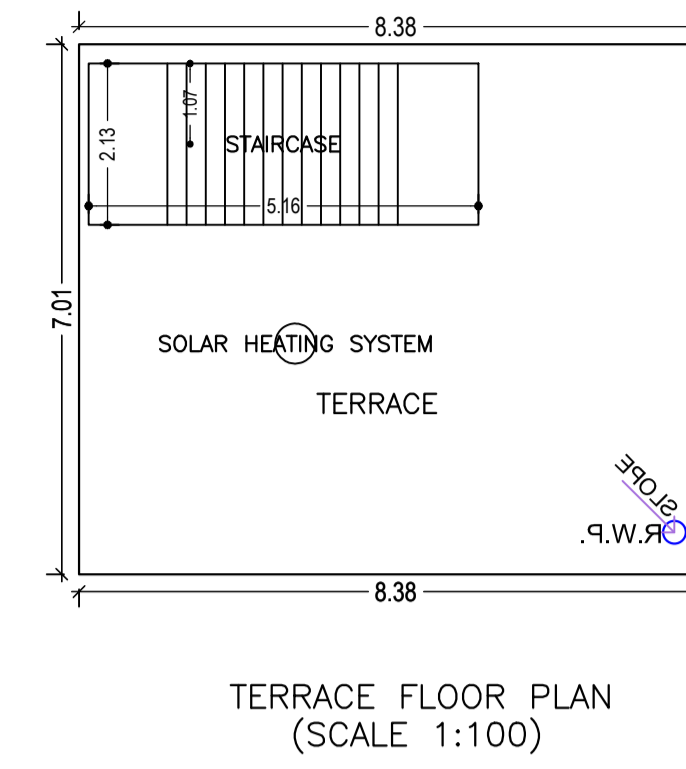 8.38
1.07
2.13
STAIRCASE
5.16
7.01
SOLAR HEATING SYSTEM
TERRACE
SLOPE
R.W.P.
8.38
TERRACE FLOOR PLAN
(SCALE 1:100)